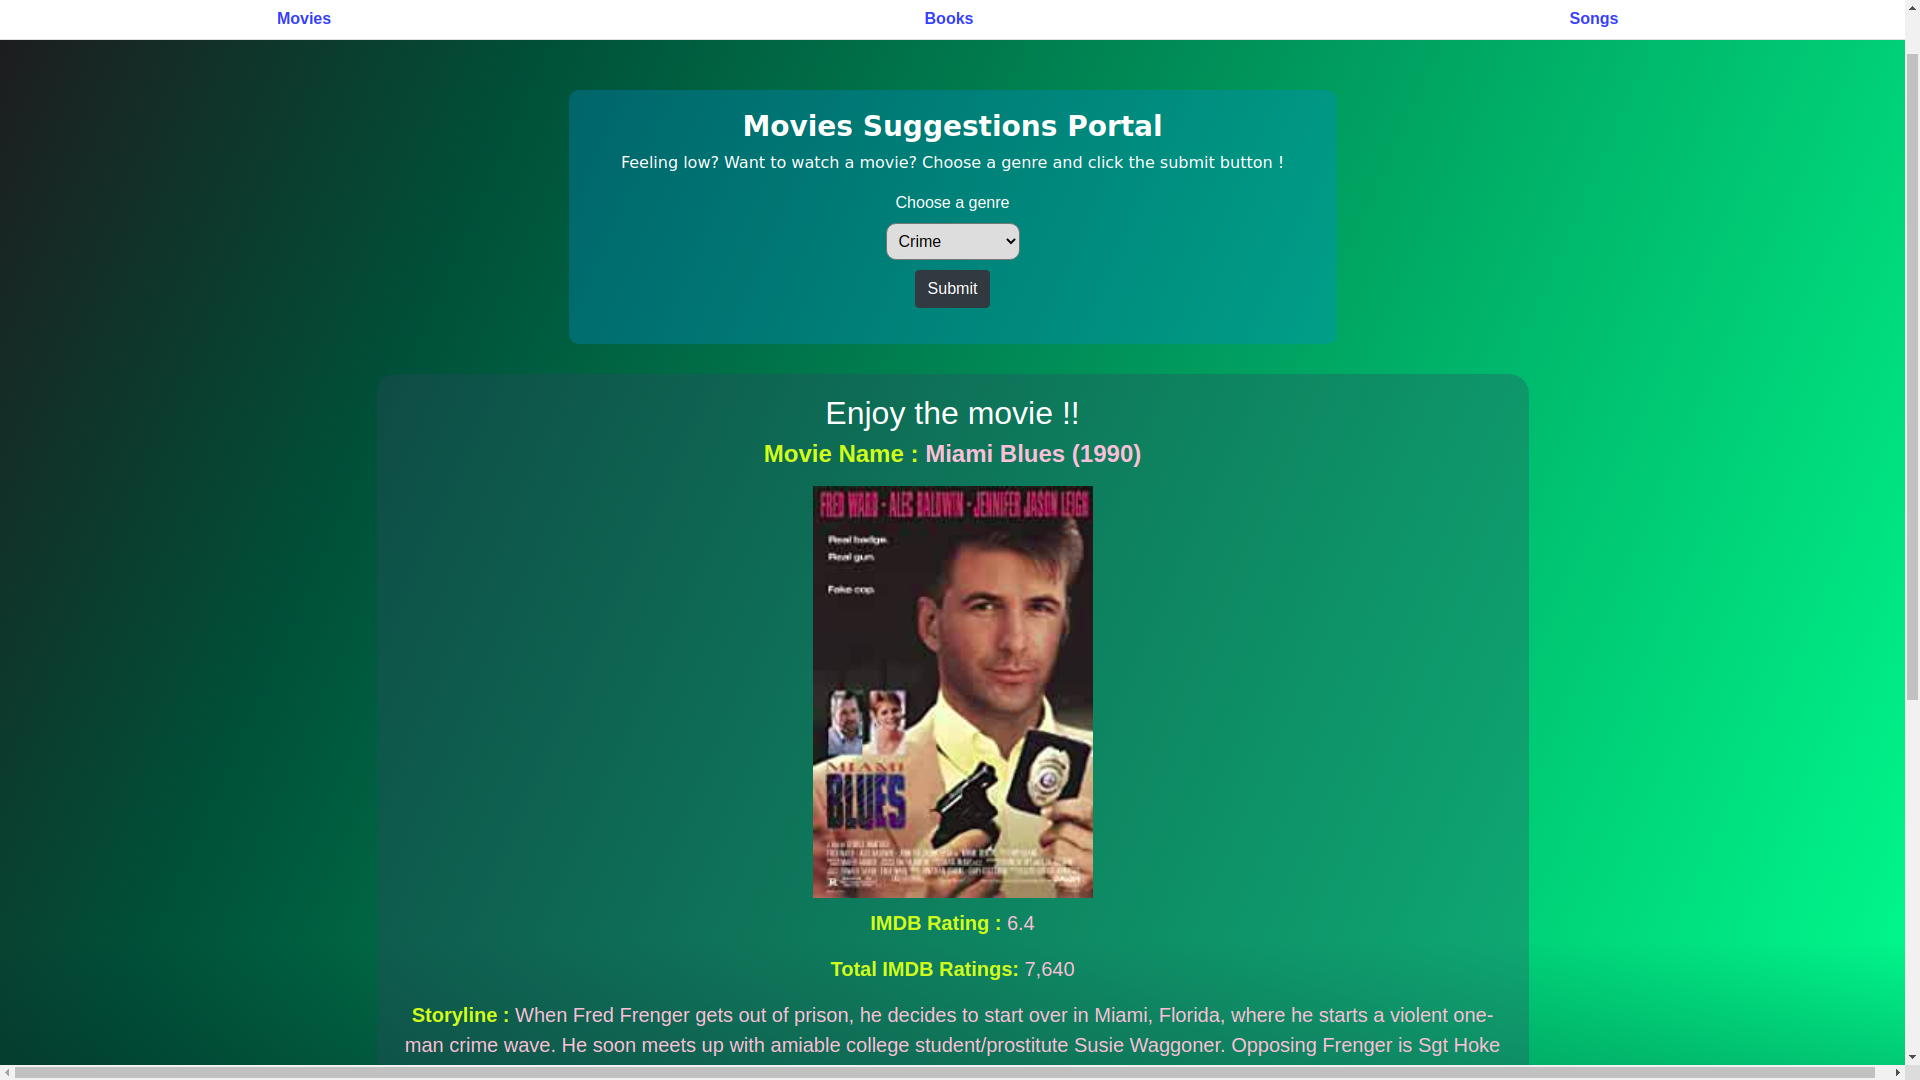 Movies
Books
Songs
Movies Suggestions Portal
Feeling low? Want to watch a movie? Choose a genre and click the submit button !
Choose a genre
Crime
Submit
Enjoy the movie !!
Movie Name : Miami Blues (1990)
FRED WARD - ALEC BALDWIN - JENNIFER JASON LEIGH
Real badge.
Real gun.
Fake cop.
MIAMI
BLUES
R
IMDB Rating : 6.4
Total IMDB Ratings: 7,640
Storyline : When Fred Frenger gets out of prison, he decides to start over in Miami, Florida, where he starts a violent one-
man crime wave. He soon meets up with amiable college student/prostitute Susie Waggoner. Opposing Frenger is Sgt Hoke